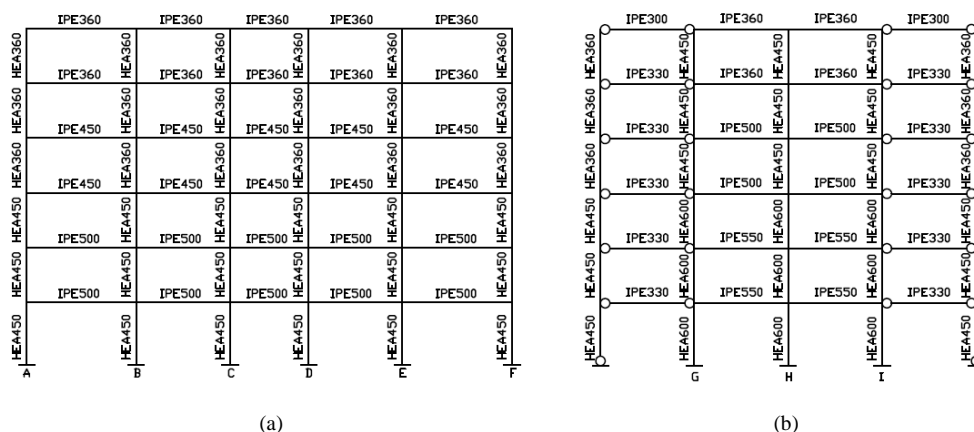 IPE360 IPE360 IPE360 IPE360 IPE360
HEA360 HEA360 HEA360 HEA360 HEA360 HEA360
IPE360 IPE360 IPE360 IPE360 IPE360
HEA360 HEA360 HEA360 HEA360 HEA360 HEA360
IPE450 IPE450 IPE450 IPE450 IPE450
HEA360 HEA360 HEA360 HEA360 HEA360 HEA360
IPE450 IPE450 IPE450 IPE450 IPE450
HEA450 HEA450 HEA450 HEA450 HEA450 HEA450
IPE500 IPE500 IPE500 IPE500 IPE500
HEA450 HEA450 HEA450 HEA450 HEA450 HEA450
IPE500 IPE500 IPE500 IPE500 IPE500
HEA450 HEA450 HEA450 HEA450 HEA450 HEA450
A B C D E F
(a)
IPE300 IPE360 IPE360 IPE300
HEA360 HEA450 HEA450 HEA450 HEA360
IPE330 IPE360 IPE360 IPE330
HEA360 HEA450 HEA450 HEA450 HEA360
IPE330 IPE500 IPE500 IPE330
HEA360 HEA450 HEA450 HEA450 HEA360
IPE330 IPE500 IPE500 IPE330
HEA450 HEA600 HEA600 HEA600 HEA450
IPE330 IPE550 IPE550 IPE330
HEA450 HEA600 HEA600 HEA600 HEA450
IPE330 IPE550 IPE550 IPE330
HEA450 HEA600 HEA600 HEA600 HEA450
G H I
(b)